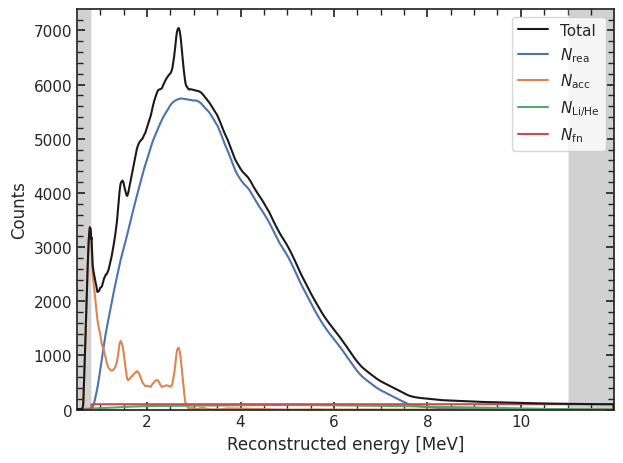 Total
N_rea
N_acc
N_Li/He
N_fn
7000
6000
5000
4000
3000
2000
1000
0
Counts
2 4 6 8 10
Reconstructed energy [MeV]